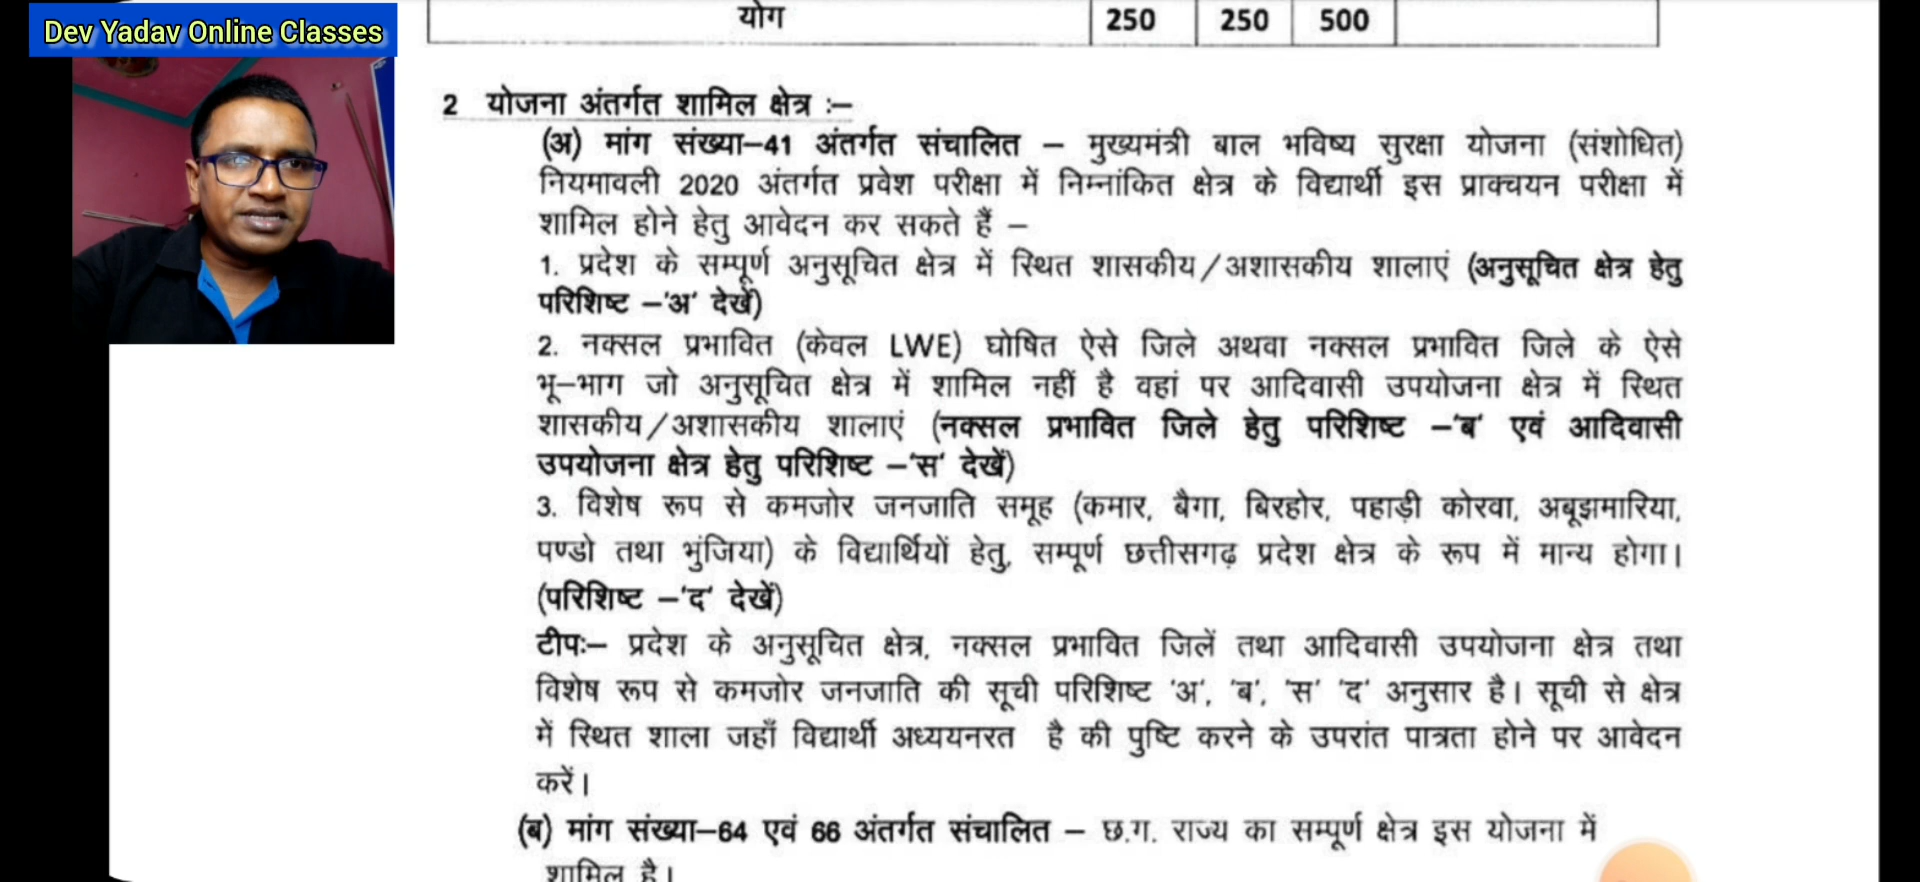 Dev Yadav Online Classes
योग 250 250 500
2 योजना अंतर्गत शामिल क्षेत्र :–
(अ) मांग संख्या–41 अंतर्गत संचालित – मुख्यमंत्री बाल भविष्य सुरक्षा योजना (संशोधित)
नियमावली 2020 अंतर्गत प्रवेश परीक्षा में निम्नांकित क्षेत्र के विद्यार्थी इस प्राक्चयन परीक्षा में
शामिल होने हेतु आवेदन कर सकते हैं –
1. प्रदेश के सम्पूर्ण अनुसूचित क्षेत्र में स्थित शासकीय/अशासकीय शालाएं (अनुसूचित क्षेत्र हेतु
परिशिष्ट –'अ' देखें)
2. नक्सल प्रभावित (केवल LWE) घोषित ऐसे जिले अथवा नक्सल प्रभावित जिले के ऐसे
भू–भाग जो अनुसूचित क्षेत्र में शामिल नहीं है वहां पर आदिवासी उपयोजना क्षेत्र में स्थित
शासकीय/अशासकीय शालाएं (नक्सल प्रभावित जिले हेतु परिशिष्ट –'ब' एवं आदिवासी
उपयोजना क्षेत्र हेतु परिशिष्ट –'स' देखें)
3. विशेष रूप से कमजोर जनजाति समूह (कमार, बैगा, बिरहोर, पहाड़ी कोरवा, अबूझमारिया,
पण्डो तथा भुंजिया) के विद्यार्थियों हेतु, सम्पूर्ण छत्तीसगढ़ प्रदेश क्षेत्र के रूप में मान्य होगा।
(परिशिष्ट –'द' देखें)
टीपः– प्रदेश के अनुसूचित क्षेत्र, नक्सल प्रभावित जिलें तथा आदिवासी उपयोजना क्षेत्र तथा
विशेष रूप से कमजोर जनजाति की सूची परिशिष्ट 'अ', 'ब', 'स' 'द' अनुसार है। सूची से क्षेत्र
में स्थित शाला जहाँ विद्यार्थी अध्ययनरत है की पुष्टि करने के उपरांत पात्रता होने पर आवेदन
करें।
(ब) मांग संख्या–64 एवं 66 अंतर्गत संचालित – छ.ग. राज्य का सम्पूर्ण क्षेत्र इस योजना में
शामिल है।